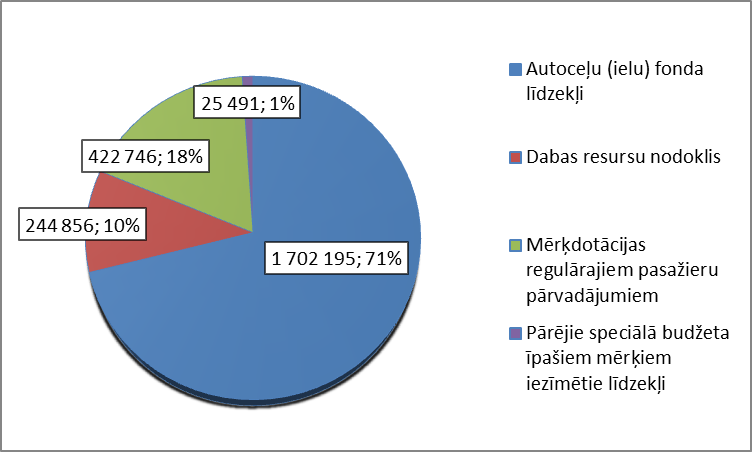 25 491; 1%
422 746; 18%
244 856; 10%
1 702 195; 71%
Autoceļu (ielu) fonda
līdzekļi
Dabas resursu nodoklis
Mērķdotācijas
regulārajiem pasažieru
pārvadājumiem
Pārējie speciālā budžeta
īpašiem mērķiem
iezīmētie līdzekļi